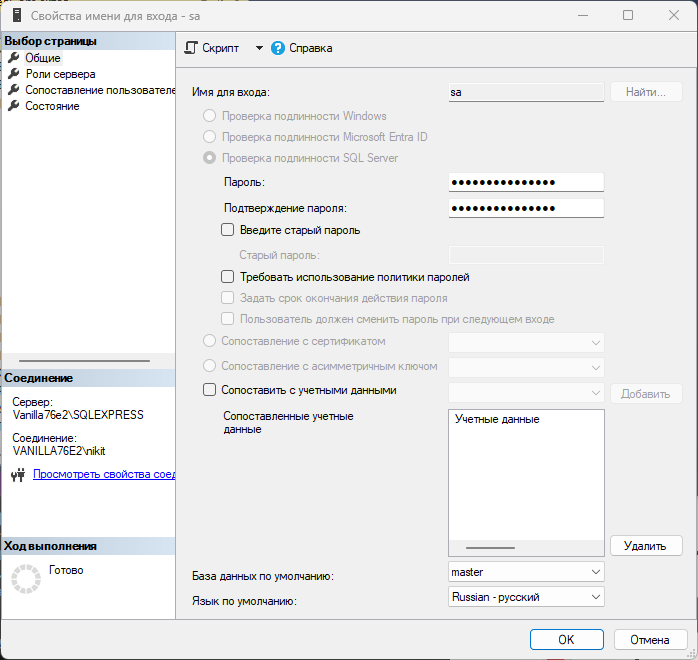 Свойства имени для входа - sa
Выбор страницы
Общие
Роли сервера
Сопоставление пользователе
Состояние
Скрипт
Справка
Имя для входа:
sa
Найти...
Проверка подлинности Windows
Проверка подлинности Microsoft Entra ID
Проверка подлинности SQL Server
Пароль:
●●●●●●●●●●●●●●●
Подтверждение пароля:
●●●●●●●●●●●●●●●
Введите старый пароль
Старый пароль:
Требовать использование политики паролей
Задать срок окончания действия пароля
Пользователь должен сменить пароль при следующем входе
Сопоставление с сертификатом
Сопоставление с асимметричным ключом
Сопоставить с учетными данными
Добавить
Сопоставленные учетные
данные
Учетные данные
Удалить
База данных по умолчанию:
master
Язык по умолчанию:
Russian - русский
Соединение
Сервер:
Vanilla76e2\SQLEXPRESS
Соединение:
VANILLA76E2\nikit
Просмотреть свойства соед
Ход выполнения
Готово
OK
Отмена